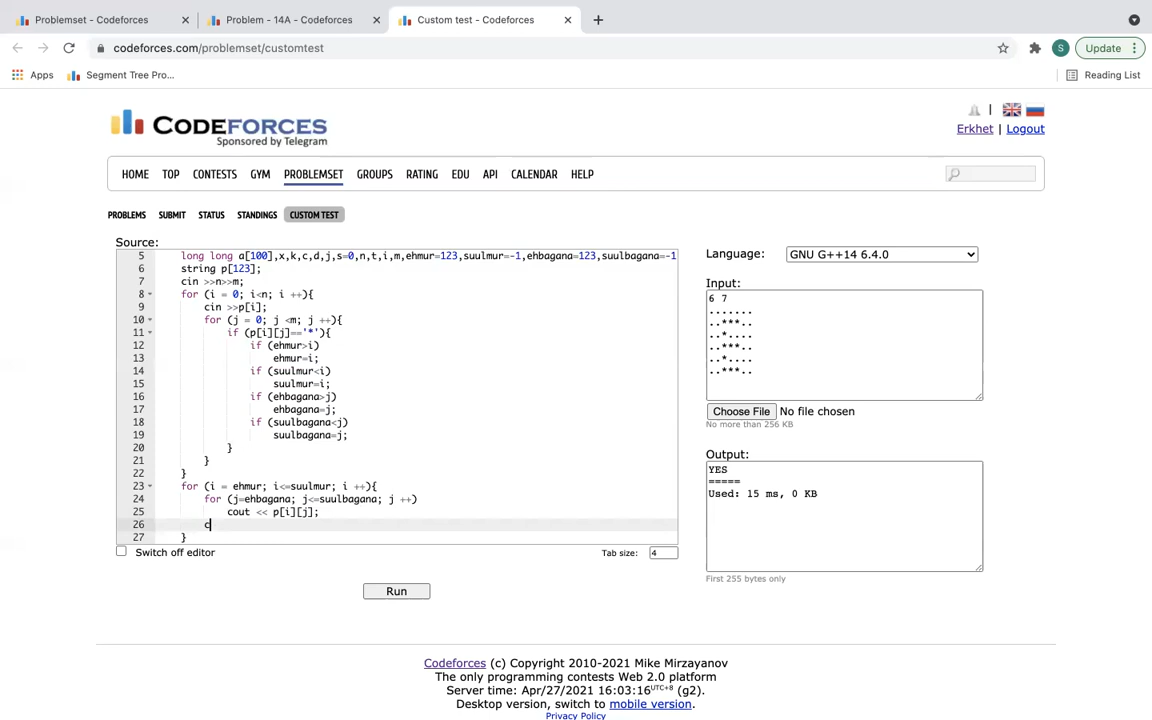 Problemset - Codeforces
Problem - 14A - Codeforces
Custom test - Codeforces
codeforces.com/problemset/customtest
S
Update
Apps
Segment Tree Pro...
Reading List
CODEFORCES
Sponsored by Telegram
Erkhet | Logout
HOME TOP CONTESTS GYM PROBLEMSET GROUPS RATING EDU API CALENDAR HELP
PROBLEMS SUBMIT STATUS STANDINGS CUSTOM TEST
Source:
5 long long a[100],x,k,c,d,j,s=0,n,t,i,m,ehmur=123,suulmur=-1,ehbagana=123,suulbagana=-1
6 string p[123];
7 cin >>n>>m;
8 for (i = 0; i<n; i ++){
9 cin >>p[i];
10 for (j = 0; j <m; j ++){
11 if (p[i][j]=='*'){
12 if (ehmur>i)
13 ehmur=i;
14 if (suulmur<i)
15 suulmur=i;
16 if (ehbagana>j)
17 ehbagana=j;
18 if (suulbagana<j)
19 suulbagana=j;
20 }
21 }
22 }
23 for (i = ehmur; i<=suulmur; i ++){
24 for (j=ehbagana; j<=suulbagana; j ++)
25 cout << p[i][j];
26 c
27 }
Switch off editor
Tab size: 4
Run
Language: GNU G++14 6.4.0
Input:
6 7
.......
..***..
..*....
..***..
..*....
..***..
Choose File No file chosen
No more than 256 KB
Output:
YES
=====
Used: 15 ms, 0 KB
First 255 bytes only
Codeforces (c) Copyright 2010-2021 Mike Mirzayanov
The only programming contests Web 2.0 platform
Server time: Apr/27/2021 16:03:16UTC+8 (g2).
Desktop version, switch to mobile version.
Privacy Policy